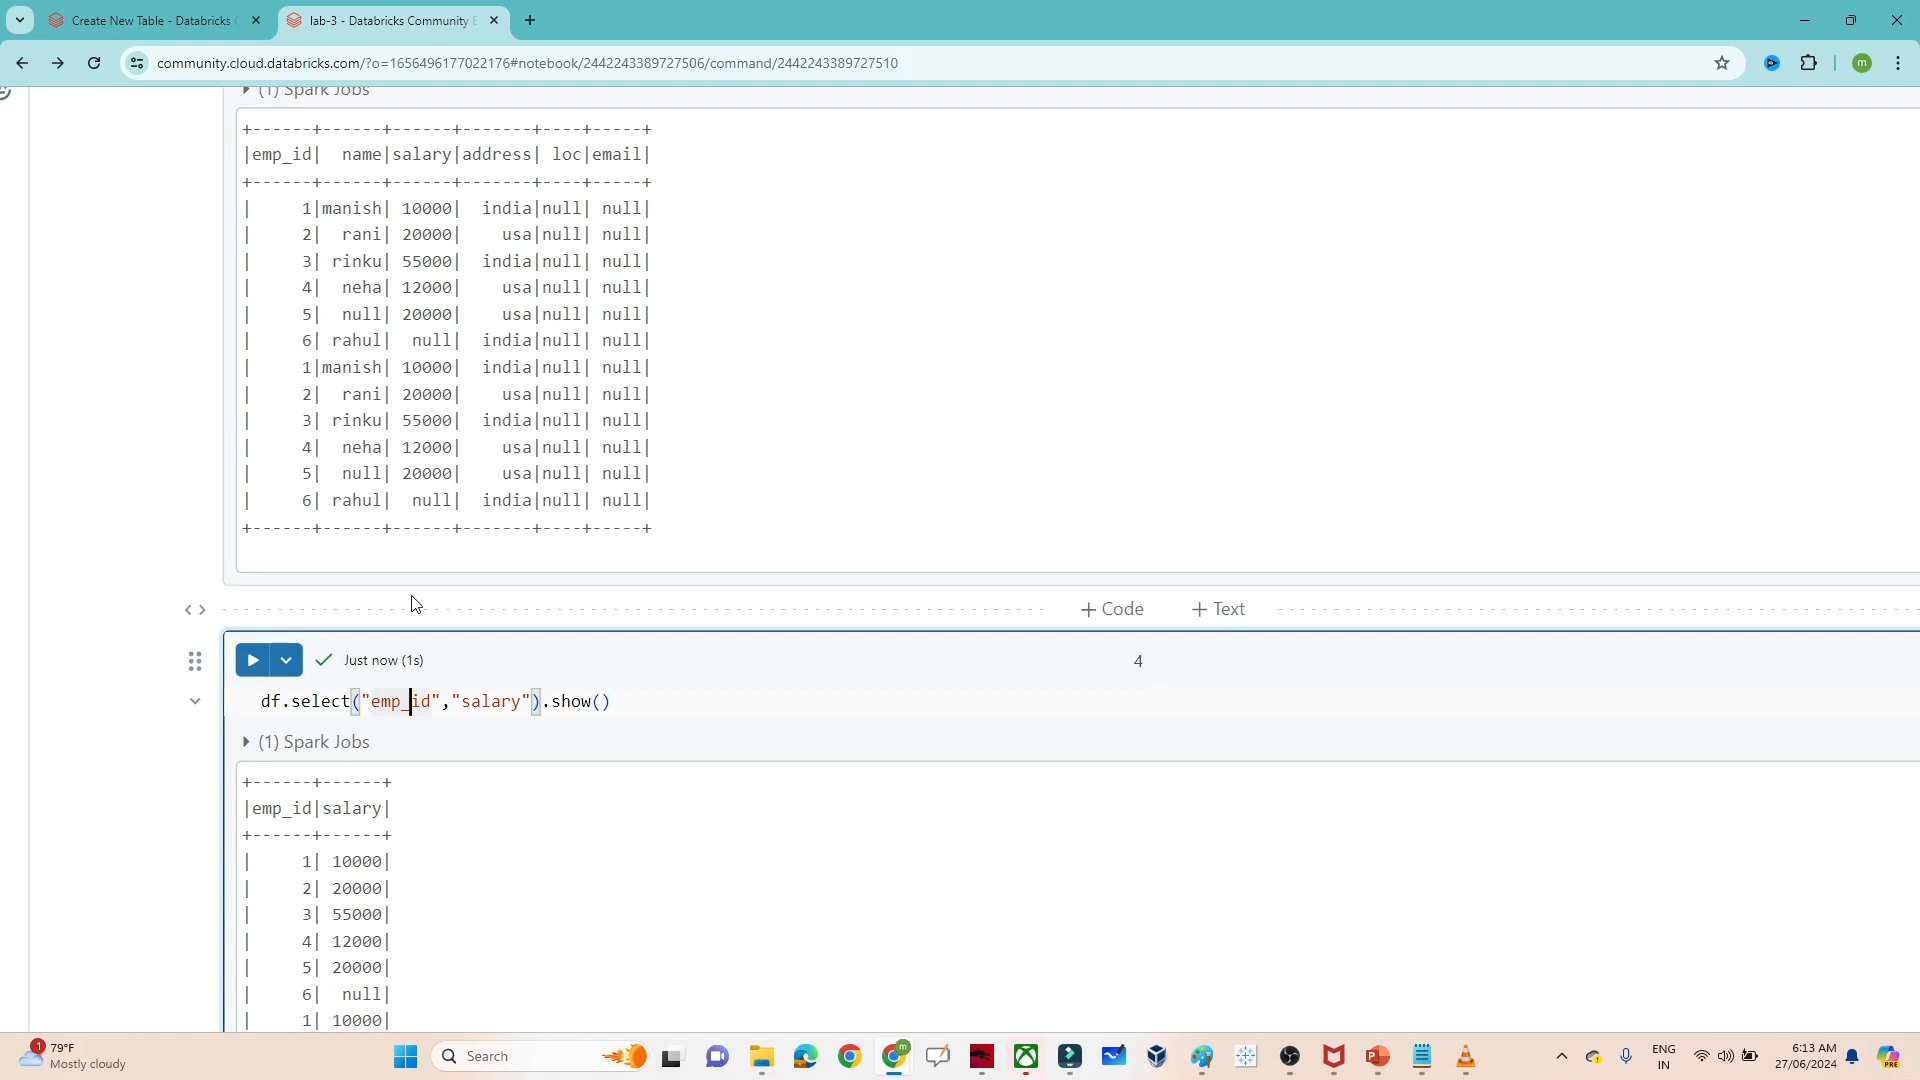 Create New Table - Databricks C
lab-3 - Databricks Community E
community.cloud.databricks.com/?o=1656496177022176#notebook/2442243389727506/command/2442243389727510
m
(1) Spark Jobs
+------+------+------+-------+----+-----+
|emp_id|  name|salary|address| loc|email|
+------+------+------+-------+----+-----+
|     1|manish| 10000|  india|null| null|
|     2|  rani| 20000|    usa|null| null|
|     3| rinku| 55000|  india|null| null|
|     4|  neha| 12000|    usa|null| null|
|     5|  null| 20000|    usa|null| null|
|     6| rahul|  null|  india|null| null|
|     1|manish| 10000|  india|null| null|
|     2|  rani| 20000|    usa|null| null|
|     3| rinku| 55000|  india|null| null|
|     4|  neha| 12000|    usa|null| null|
|     5|  null| 20000|    usa|null| null|
|     6| rahul|  null|  india|null| null|
+------+------+------+-------+----+-----+
+ Code + Text
Just now (1s)
4
df.select("emp_id","salary").show()
(1) Spark Jobs
+------+------+
|emp_id|salary|
+------+------+
|     1| 10000|
|     2| 20000|
|     3| 55000|
|     4| 12000|
|     5| 20000|
|     6|  null|
|     1| 10000|
1
79°F
Mostly cloudy
Search
m
ENG
IN
6:13 AM
27/06/2024
PRE